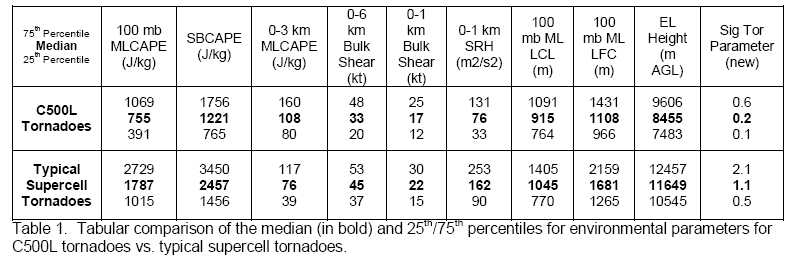 75th Percentile Median 25th Percentile | 100 mb MLCAPE (J/kg) | SBCAPE (J/kg) | 0-3 km MLCAPE (J/kg) | 0-6 km Bulk Shear (kt) | 0-1 km Bulk Shear (kt) | 0-1 km SRH (m2/s2) | 100 mb ML LCL (m) | 100 mb ML LFC (m) | EL Height (m AGL) | Sig Tor Parameter (new)
1069 1756 160 48 25 131 1091 1431 9606 0.6
C500L Tornadoes 755 1221 108 33 17 76 915 1108 8455 0.2
391 765 80 20 12 33 764 966 7483 0.1
2729 3450 117 53 30 253 1405 2159 12457 2.1
Typical Supercell Tornadoes 1787 2457 76 45 22 162 1045 1681 11649 1.1
1015 1456 39 37 15 90 770 1265 10545 0.5
Table 1.  Tabular comparison of the median (in bold) and 25th/75th percentiles for environmental parameters for
C500L tornadoes vs. typical supercell tornadoes.